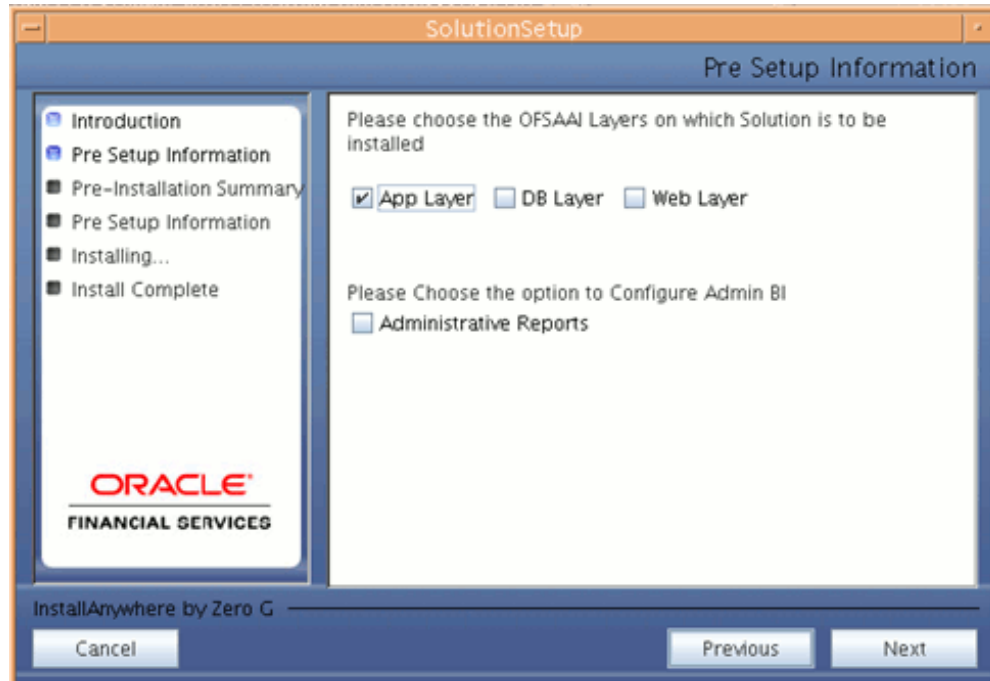 SolutionSetup
Pre Setup Information
Introduction
Pre Setup Information
Pre-Installation Summary
Pre Setup Information
Installing...
Install Complete
ORACLE
FINANCIAL SERVICES
Please choose the OFSAAI Layers on which Solution is to be
installed
App Layer DB Layer Web Layer
Please Choose the option to Configure Admin BI
Administrative Reports
InstallAnywhere by Zero G
Cancel Previous Next